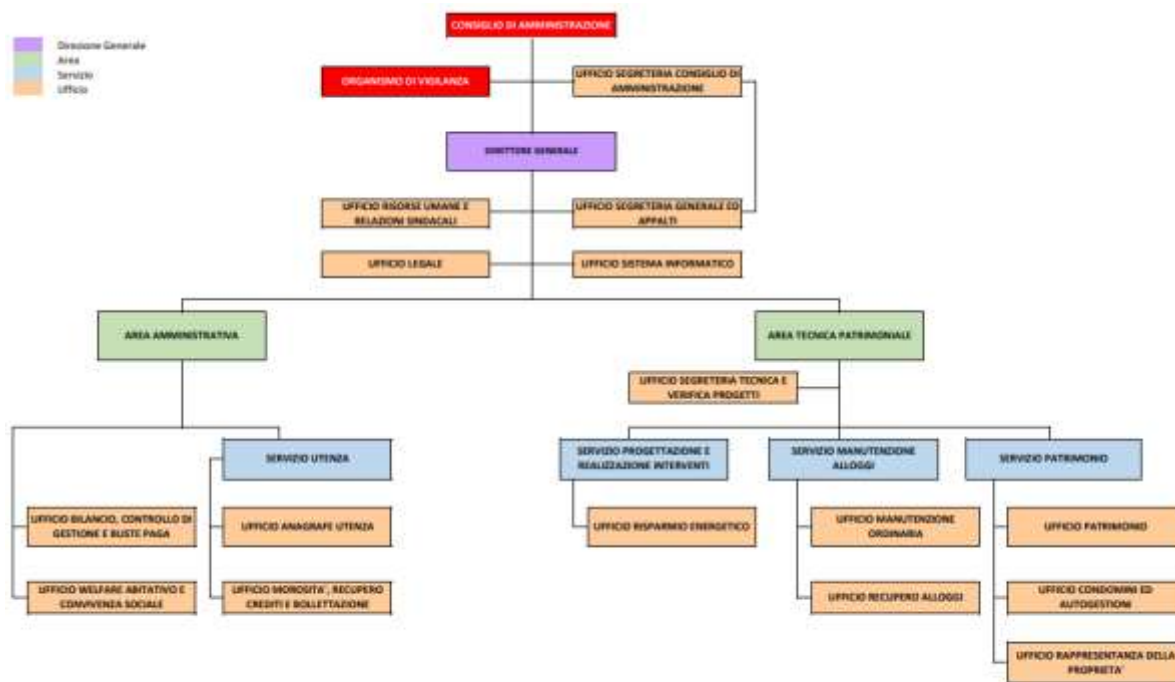 CONSIGLIO DI AMMINISTRAZIONE
Direzione Generale
Area
Servizio
Ufficio
ORGANISMO DI VIGILANZA
UFFICIO SEGRETERIA CONSIGLIO DI
AMMINISTRAZIONE
DIRETTORE GENERALE
UFFICIO RISORSE UMANE E
RELAZIONI SINDACALI
UFFICIO SEGRETERIA GENERALE ED
APPALTI
UFFICIO LEGALE
UFFICIO SISTEMA INFORMATICO
AREA AMMINISTRATIVA
AREA TECNICA PATRIMONIALE
UFFICIO SEGRETERIA TECNICA E
VERIFICA PROGETTI
SERVIZIO UTENZA
SERVIZIO PROGETTAZIONE E
REALIZZAZIONE INTERVENTI
SERVIZIO MANUTENZIONE
ALLOGGI
SERVIZIO PATRIMONIO
UFFICIO BILANCIO, CONTROLLO DI
GESTIONE E BUSTE PAGA
UFFICIO ANAGRAFE UTENZA
UFFICIO RISPARMIO ENERGETICO
UFFICIO MANUTENZIONE
ORDINARIA
UFFICIO PATRIMONIO
UFFICIO WELFARE ABITATIVO E
CONVIVENZA SOCIALE
UFFICIO MOROSITA', RECUPERO
CREDITI E BOLLETTAZIONE
UFFICIO RECUPERO ALLOGGI
UFFICIO CONDOMINI ED
AUTOGESTIONI
UFFICIO RAPPRESENTANZA DELLA
PROPRIETA'